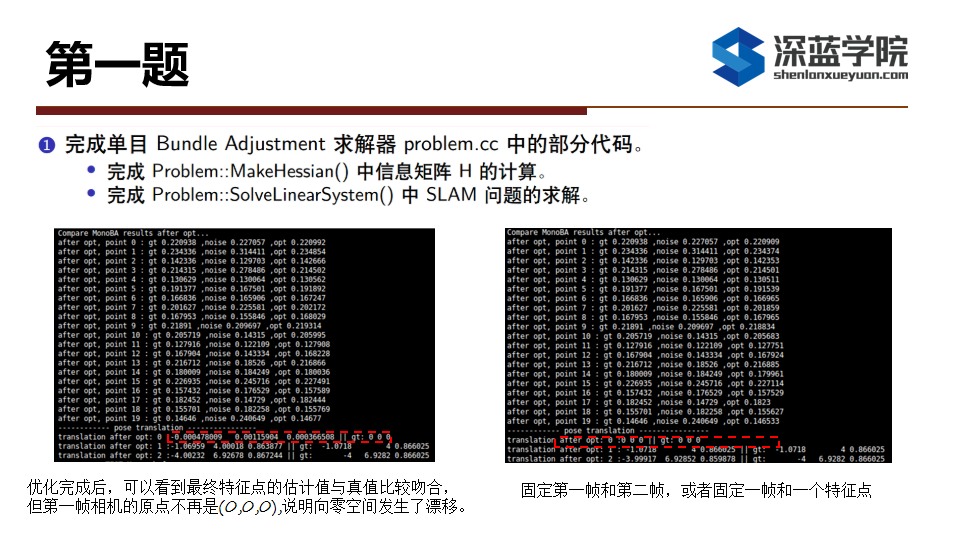 第一题
深蓝学院
shenlanxueyuan.com
1 完成单目 Bundle Adjustment 求解器 problem.cc 中的部分代码。
• 完成 Problem::MakeHessian() 中信息矩阵 H 的计算。
• 完成 Problem::SolveLinearSystem() 中 SLAM 问题的求解。
Compare MonoBA results after opt...
after opt, point 0 : gt 0.220938 ,noise 0.227057 ,opt 0.220992
after opt, point 1 : gt 0.234336 ,noise 0.314411 ,opt 0.234854
after opt, point 2 : gt 0.142336 ,noise 0.129703 ,opt 0.142666
after opt, point 3 : gt 0.214315 ,noise 0.278486 ,opt 0.214502
after opt, point 4 : gt 0.130629 ,noise 0.130064 ,opt 0.130562
after opt, point 5 : gt 0.191377 ,noise 0.167501 ,opt 0.191892
after opt, point 6 : gt 0.166836 ,noise 0.165906 ,opt 0.167247
after opt, point 7 : gt 0.201627 ,noise 0.225581 ,opt 0.202172
after opt, point 8 : gt 0.167953 ,noise 0.155846 ,opt 0.168029
after opt, point 9 : gt 0.21891 ,noise 0.209697 ,opt 0.219314
after opt, point 10 : gt 0.205719 ,noise 0.14315 ,opt 0.205995
after opt, point 11 : gt 0.127916 ,noise 0.122109 ,opt 0.127908
after opt, point 12 : gt 0.167904 ,noise 0.143334 ,opt 0.168228
after opt, point 13 : gt 0.216712 ,noise 0.18526 ,opt 0.216866
after opt, point 14 : gt 0.180009 ,noise 0.184249 ,opt 0.180036
after opt, point 15 : gt 0.226935 ,noise 0.245716 ,opt 0.227491
after opt, point 16 : gt 0.157432 ,noise 0.176529 ,opt 0.157589
after opt, point 17 : gt 0.182452 ,noise 0.14729 ,opt 0.182444
after opt, point 18 : gt 0.155701 ,noise 0.182258 ,opt 0.155769
after opt, point 19 : gt 0.14646 ,noise 0.240649 ,opt 0.14677
------------ pose translation ----------------
translation after opt: 0 :-0.000478009 0.00115904 0.000366508 || gt: 0 0 0
translation after opt: 1 :-1.06959 4.00018 0.863877 || gt: -1.0718 4 0.866025
translation after opt: 2 :-4.00232 6.92678 0.867244 || gt: -4 6.9282 0.866025
Compare MonoBA results after opt...
after opt, point 0 : gt 0.220938 ,noise 0.227057 ,opt 0.220909
after opt, point 1 : gt 0.234336 ,noise 0.314411 ,opt 0.234374
after opt, point 2 : gt 0.142336 ,noise 0.129703 ,opt 0.142353
after opt, point 3 : gt 0.214315 ,noise 0.278486 ,opt 0.214501
after opt, point 4 : gt 0.130629 ,noise 0.130064 ,opt 0.130511
after opt, point 5 : gt 0.191377 ,noise 0.167501 ,opt 0.191539
after opt, point 6 : gt 0.166836 ,noise 0.165906 ,opt 0.166965
after opt, point 7 : gt 0.201627 ,noise 0.225581 ,opt 0.201859
after opt, point 8 : gt 0.167953 ,noise 0.155846 ,opt 0.167965
after opt, point 9 : gt 0.21891 ,noise 0.209697 ,opt 0.218834
after opt, point 10 : gt 0.205719 ,noise 0.14315 ,opt 0.205683
after opt, point 11 : gt 0.127916 ,noise 0.122109 ,opt 0.127751
after opt, point 12 : gt 0.167904 ,noise 0.143334 ,opt 0.167924
after opt, point 13 : gt 0.216712 ,noise 0.18526 ,opt 0.216885
after opt, point 14 : gt 0.180009 ,noise 0.184249 ,opt 0.179961
after opt, point 15 : gt 0.226935 ,noise 0.245716 ,opt 0.227114
after opt, point 16 : gt 0.157432 ,noise 0.176529 ,opt 0.157529
after opt, point 17 : gt 0.182452 ,noise 0.14729 ,opt 0.1823
after opt, point 18 : gt 0.155701 ,noise 0.182258 ,opt 0.155627
after opt, point 19 : gt 0.14646 ,noise 0.240649 ,opt 0.146533
------------ pose translation ----------------
translation after opt: 0 :0 0 0 || gt: 0 0 0
translation after opt: 1 :-1.0718 4 0.866025 || gt: -1.0718 4 0.866025
translation after opt: 2 :-3.99917 6.92852 0.859878 || gt: -4 6.9282 0.866025
优化完成后，可以看到最终特征点的估计值与真值比较吻合，
但第一帧相机的原点不再是(0,0,0),说明向零空间发生了漂移。
固定第一帧和第二帧，或者固定一帧和一个特征点